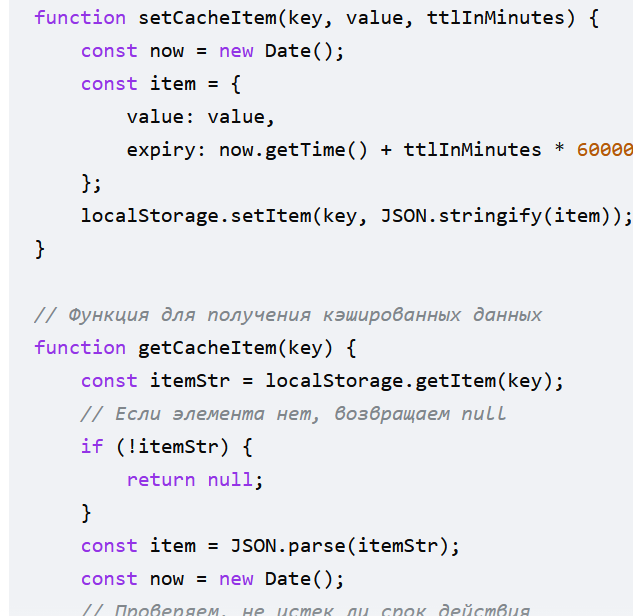 function setCacheItem(key, value, ttlInMinutes) {
const now = new Date();
const item = {
value: value,
expiry: now.getTime() + ttlInMinutes * 60000
};
localStorage.setItem(key, JSON.stringify(item));
}
// Функция для получения кэшированных данных
function getCacheItem(key) {
const itemStr = localStorage.getItem(key);
// Если элемента нет, возвращаем null
if (!itemStr) {
return null;
}
const item = JSON.parse(itemStr);
const now = new Date();
// Проверяем, не истек ли срок действия